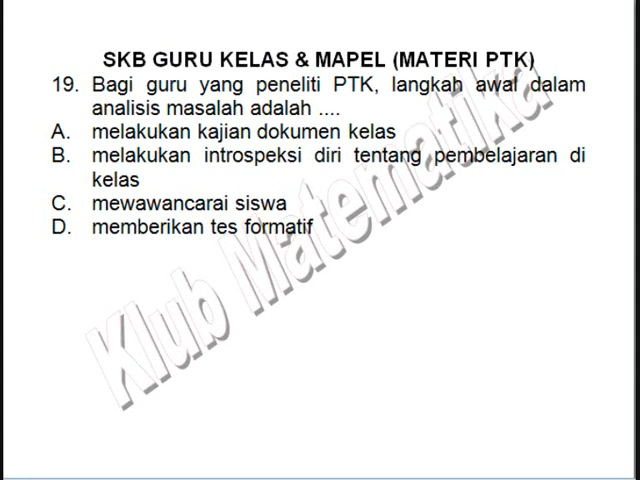 SKB GURU KELAS & MAPEL (MATERI PTK)
19. Bagi guru yang peneliti PTK, langkah awal dalam
analisis masalah adalah ....
A. melakukan kajian dokumen kelas
B. melakukan introspeksi diri tentang pembelajaran di
kelas
C. mewawancarai siswa
D. memberikan tes formatif
Klub Matematika